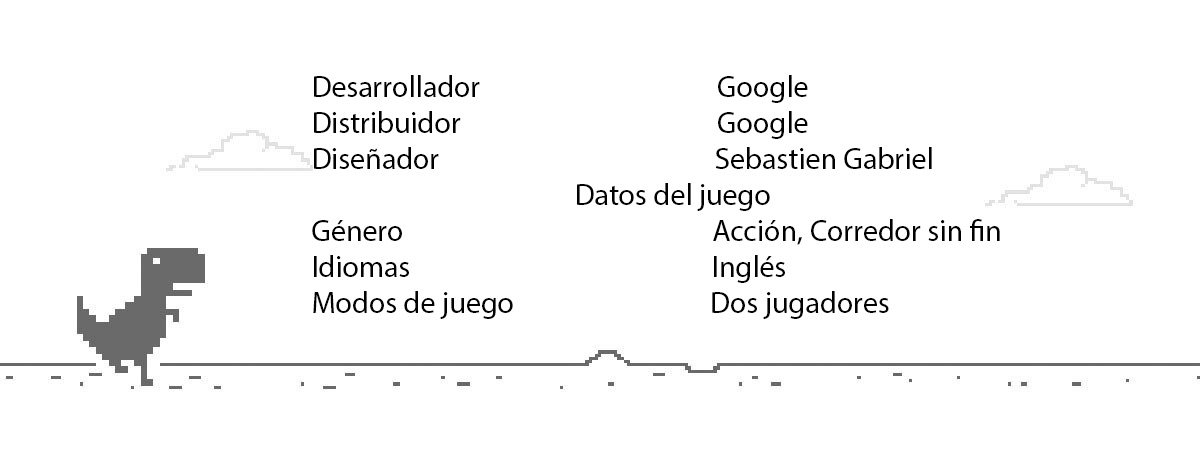 Desarrollador Google
Distribuidor Google
Diseñador Sebastien Gabriel
Datos del juego
Género Acción, Corredor sin fin
Idiomas Inglés
Modos de juego Dos jugadores